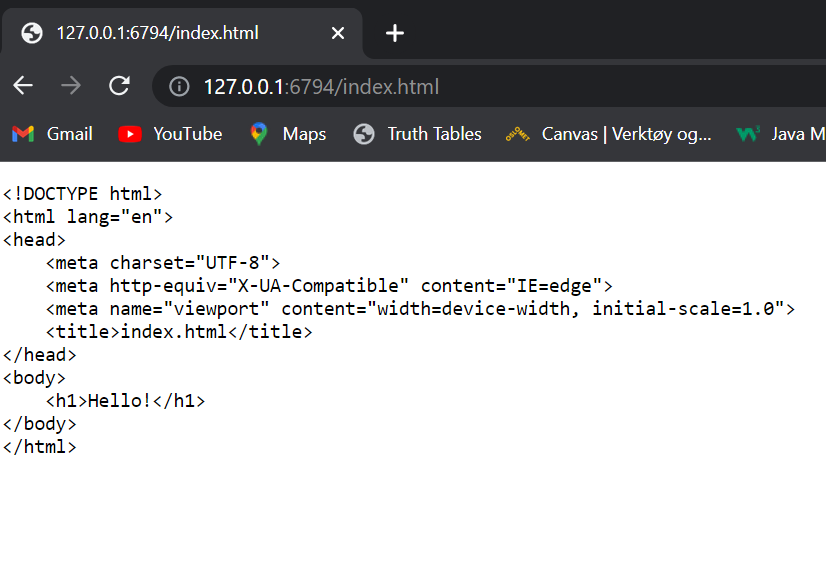 127.0.0.1:6794/index.html
127.0.0.1:6794/index.html
Gmail YouTube Maps Truth Tables OSLOMET Canvas | Verktøy og... W3 Java M
<!DOCTYPE html>
<html lang="en">
<head>
    <meta charset="UTF-8">
    <meta http-equiv="X-UA-Compatible" content="IE=edge">
    <meta name="viewport" content="width=device-width, initial-scale=1.0">
    <title>index.html</title>
</head>
<body>
    <h1>Hello!</h1>
</body>
</html>